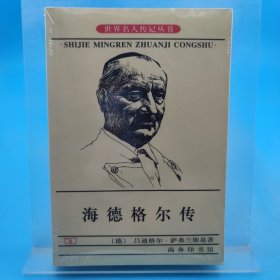 世界名人传记丛书
·SHIJIE MINGREN ZHUANJI CONGSHU·
海德格尔传
〔德〕吕迪格尔·萨弗兰斯基著
商务印书馆